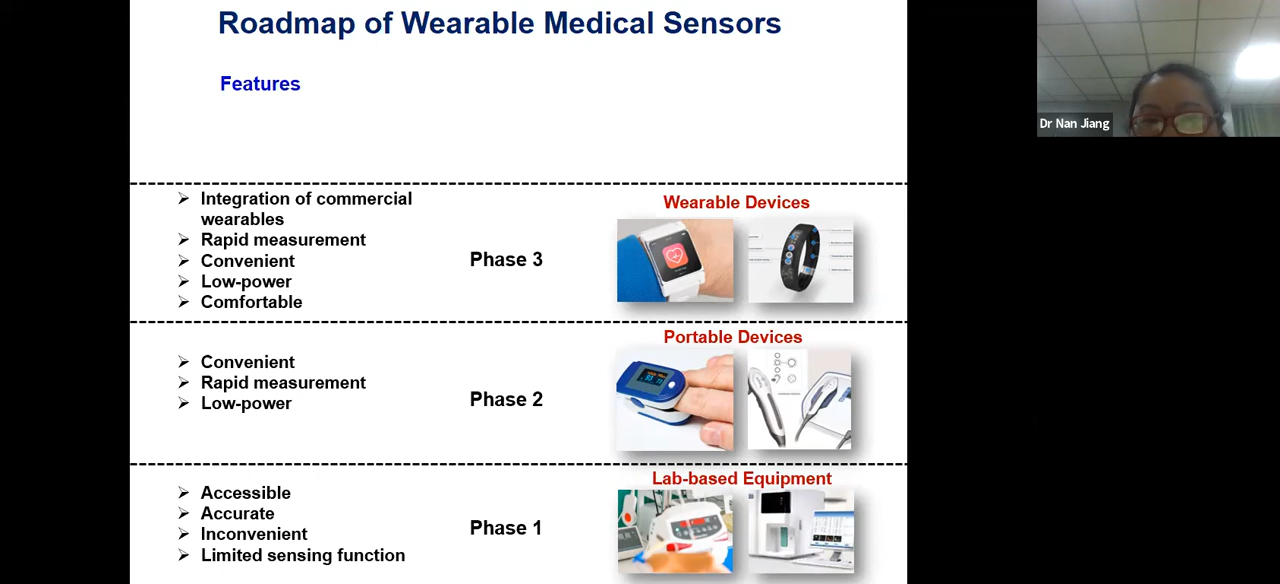 Roadmap of Wearable Medical Sensors
Features
Dr Nan Jiang
➢ Integration of commercial
wearables
➢ Rapid measurement
➢ Convenient
➢ Low-power
➢ Comfortable
Phase 3
Wearable Devices
➢ Convenient
➢ Rapid measurement
➢ Low-power
Phase 2
Portable Devices
➢ Accessible
➢ Accurate
➢ Inconvenient
➢ Limited sensing function
Phase 1
Lab-based Equipment